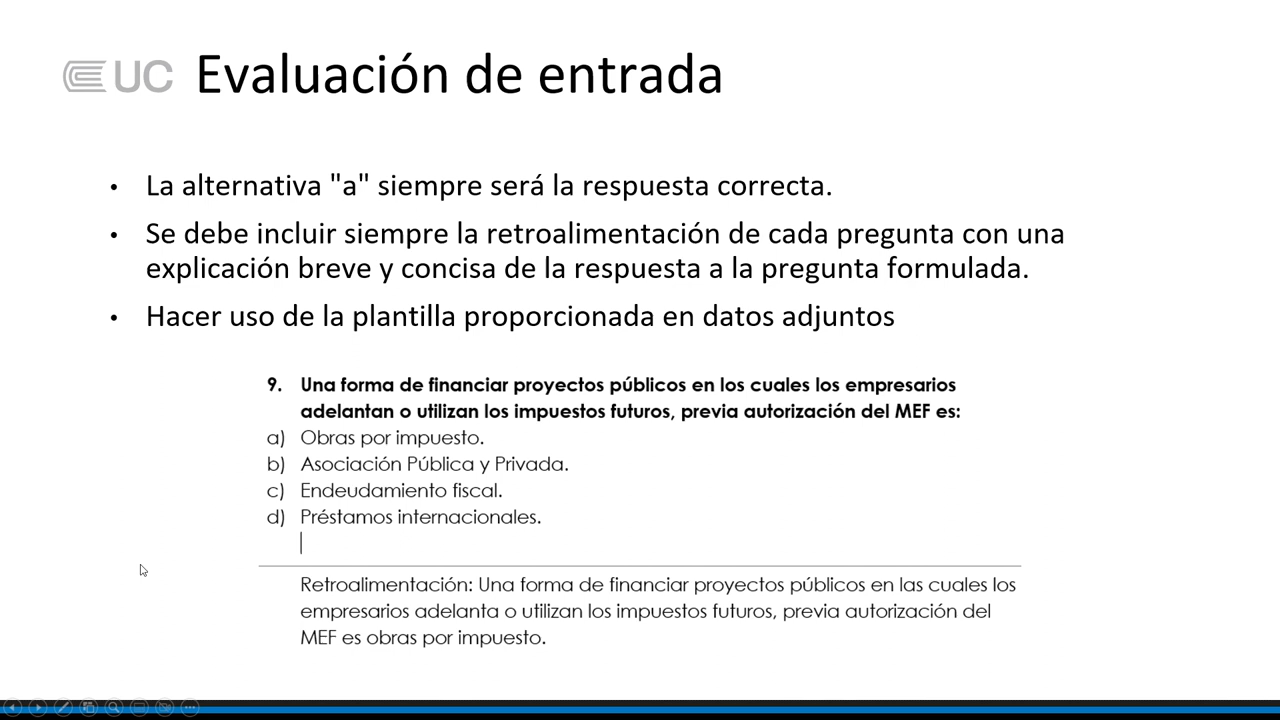 UC Evaluación de entrada
• La alternativa "a" siempre será la respuesta correcta.
• Se debe incluir siempre la retroalimentación de cada pregunta con una
explicación breve y concisa de la respuesta a la pregunta formulada.
• Hacer uso de la plantilla proporcionada en datos adjuntos
9. Una forma de financiar proyectos públicos en los cuales los empresarios
adelantan o utilizan los impuestos futuros, previa autorización del MEF es:
a) Obras por impuesto.
b) Asociación Pública y Privada.
c) Endeudamiento fiscal.
d) Préstamos internacionales.
Retroalimentación: Una forma de financiar proyectos públicos en las cuales los
empresarios adelanta o utilizan los impuestos futuros, previa autorización del
MEF es obras por impuesto.